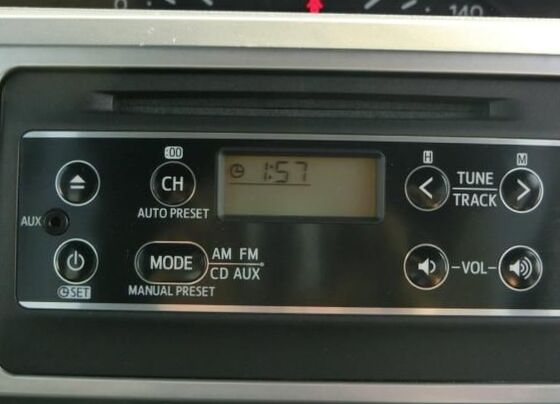 0 140
:00
H
M
CH
1:57
TUNE
TRACK
AUTO PRESET
AUX
MODE
AM FM
CD AUX
VOL
SET
MANUAL PRESET